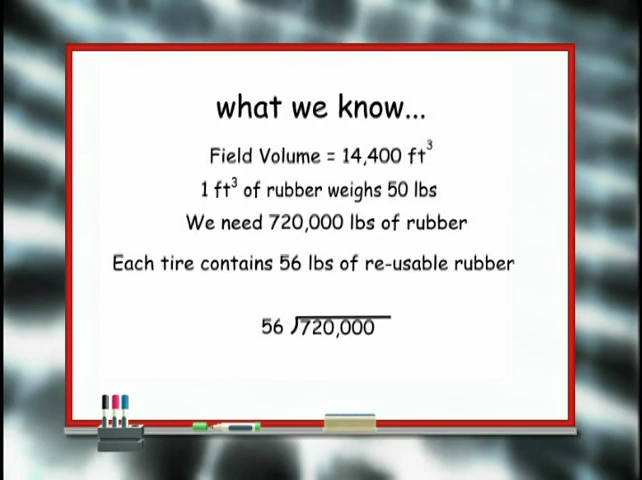 what we know...
Field Volume = 14,400 ft³
1 ft³ of rubber weighs 50 lbs
We need 720,000 lbs of rubber
Each tire contains 56 lbs of re-usable rubber
56 ⟌720,000